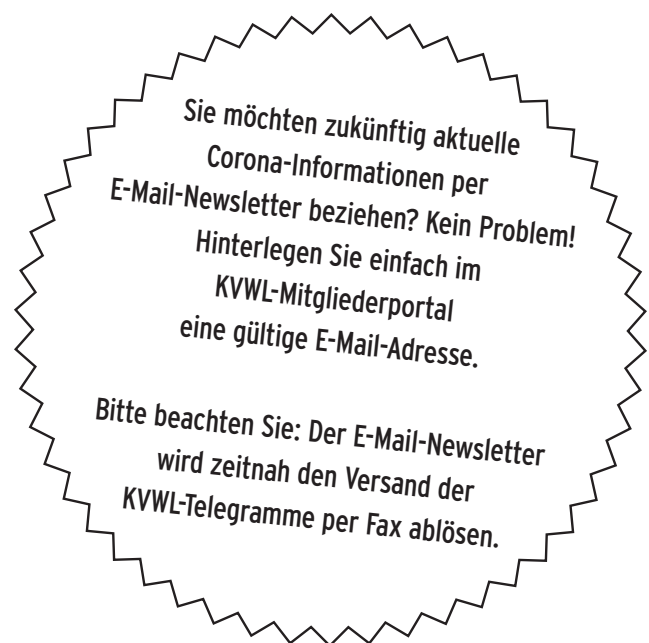 Sie möchten zukünftig aktuelle
Corona-Informationen per
E-Mail-Newsletter beziehen? Kein Problem!
Hinterlegen Sie einfach im
KVWL-Mitgliederportal
eine gültige E-Mail-Adresse.
Bitte beachten Sie: Der E-Mail-Newsletter
wird zeitnah den Versand der
KVWL-Telegramme per Fax ablösen.